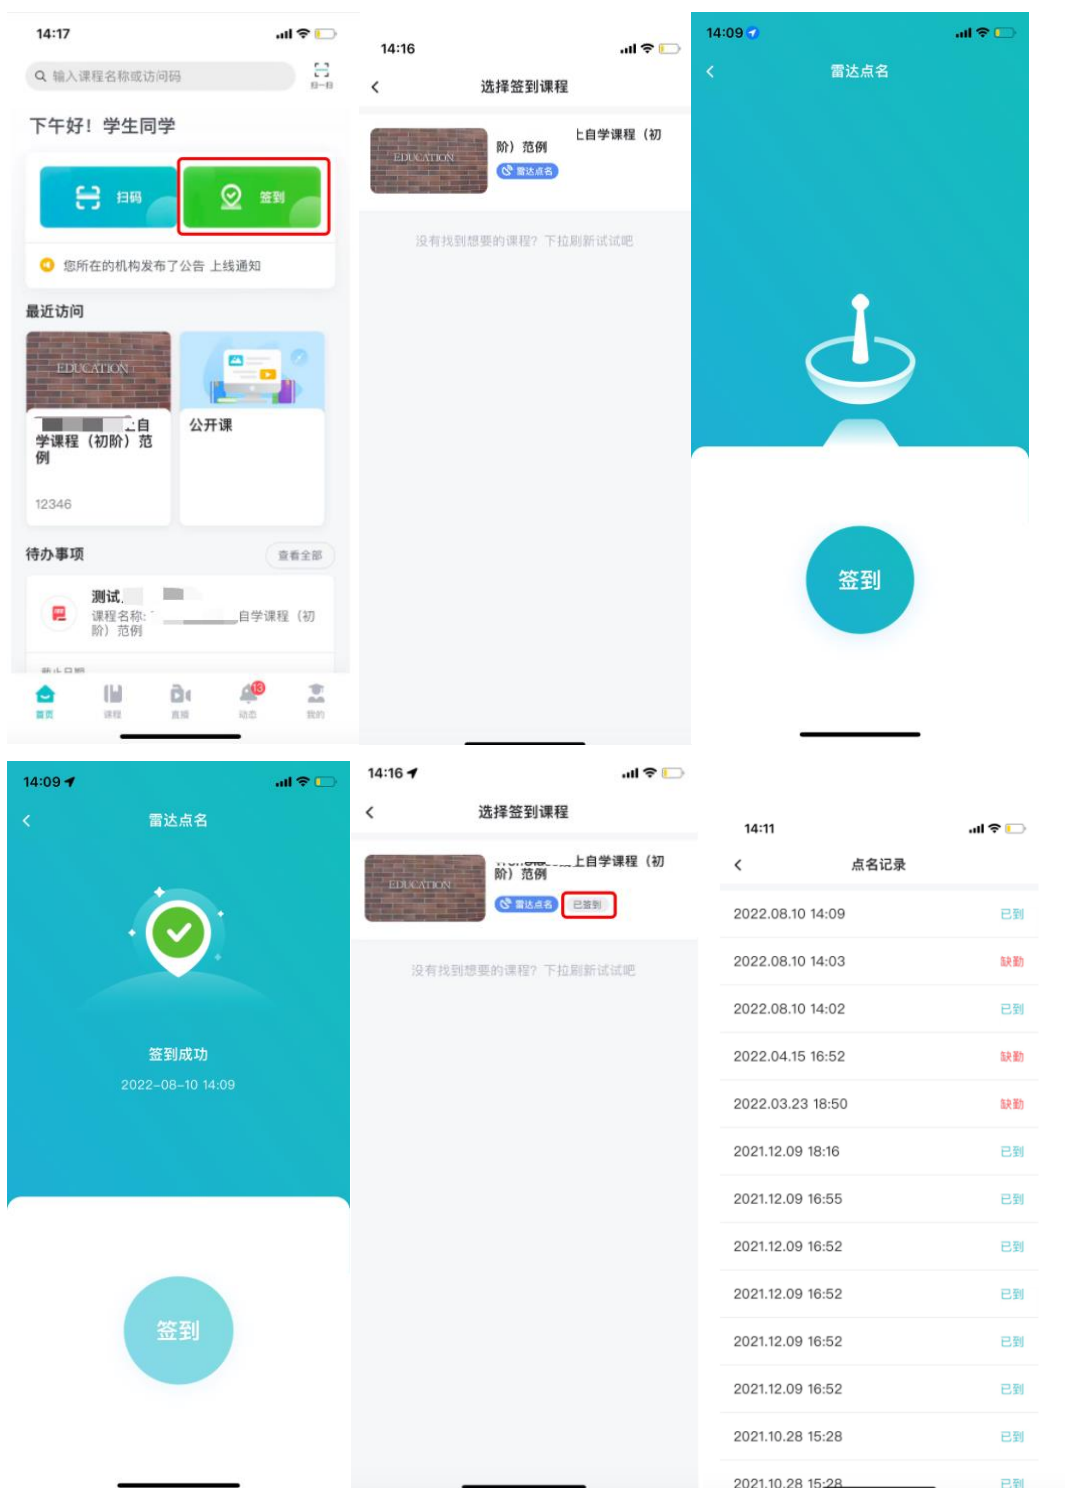 14:17
输入课程名称或访问码
扫一扫
下午好！学生同学
扫码
签到
您所在的机构发布了公告 上线通知
最近访问
EDUCATION
上自
学课程（初阶）范
例
12346
公开课
待办事项
查看全部
测试
课程名称:
自学课程（初
阶）范例
截止日期
首页
课程
直播
13
动态
我的
14:16
选择签到课程
EDUCATION
上自学课程（初
阶）范例
雷达点名
没有找到想要的课程？下拉刷新试试吧
14:09
雷达点名
签到
14:09
雷达点名
签到成功
2022-08-10 14:09
签到
14:16
选择签到课程
EDUCATION
上自学课程（初
阶）范例
雷达点名
已签到
没有找到想要的课程？下拉刷新试试吧
14:11
点名记录
2022.08.10 14:09 已到
2022.08.10 14:03 缺勤
2022.08.10 14:02 已到
2022.04.15 16:52 缺勤
2022.03.23 18:50 缺勤
2021.12.09 18:16 已到
2021.12.09 16:55 已到
2021.12.09 16:52 已到
2021.12.09 16:52 已到
2021.12.09 16:52 已到
2021.12.09 16:52 已到
2021.10.28 15:28 已到
2021.10.28 15:28 已到